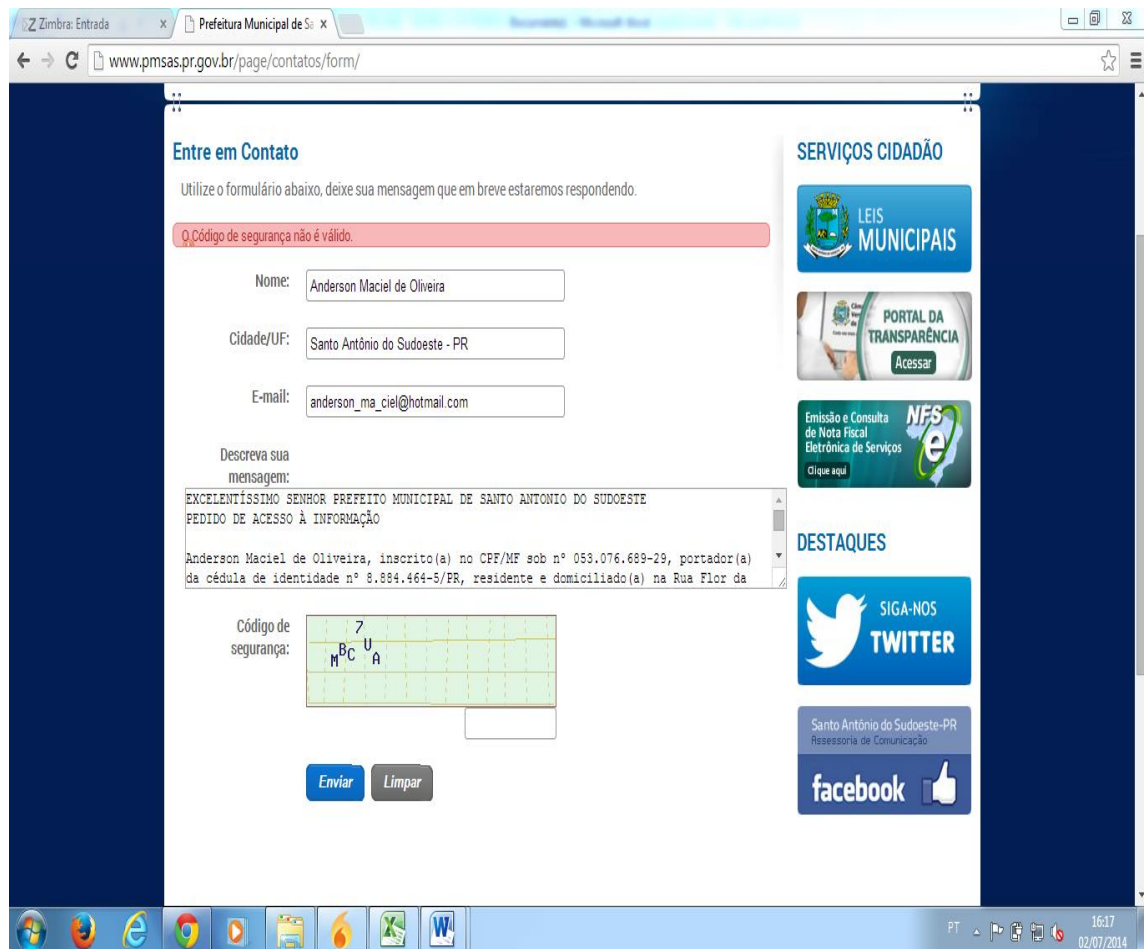 Zimbra: Entrada
Prefeitura Municipal de Sa
www.pmsas.pr.gov.br/page/contatos/form/
Entre em Contato
Utilize o formulário abaixo, deixe sua mensagem que em breve estaremos respondendo.
O Código de segurança não é válido.
Nome:
Anderson Maciel de Oliveira
Cidade/UF:
Santo Antônio do Sudoeste - PR
E-mail:
anderson_ma_ciel@hotmail.com
Descreva sua
mensagem:
EXCELENTÍSSIMO SENHOR PREFEITO MUNICIPAL DE SANTO ANTONIO DO SUDOESTE
PEDIDO DE ACESSO À INFORMAÇÃO
Anderson Maciel de Oliveira, inscrito(a) no CPF/MF sob nº 053.076.689-29, portador(a)
da cédula de identidade nº 8.884.464-5/PR, residente e domiciliado(a) na Rua Flor da
Código de
segurança:
M B C 7 U A
Enviar
Limpar
SERVIÇOS CIDADÃO
LEIS
MUNICIPAIS
PORTAL DA
TRANSPARÊNCIA
Acessar
Emissão e Consulta
de Nota Fiscal
Eletrônica de Serviços
Clique aqui
NFS
e
DESTAQUES
SIGA-NOS
TWITTER
Santo Antônio do Sudoeste-PR
Assessoria de Comunicação
facebook
PT
16:17
02/07/2014